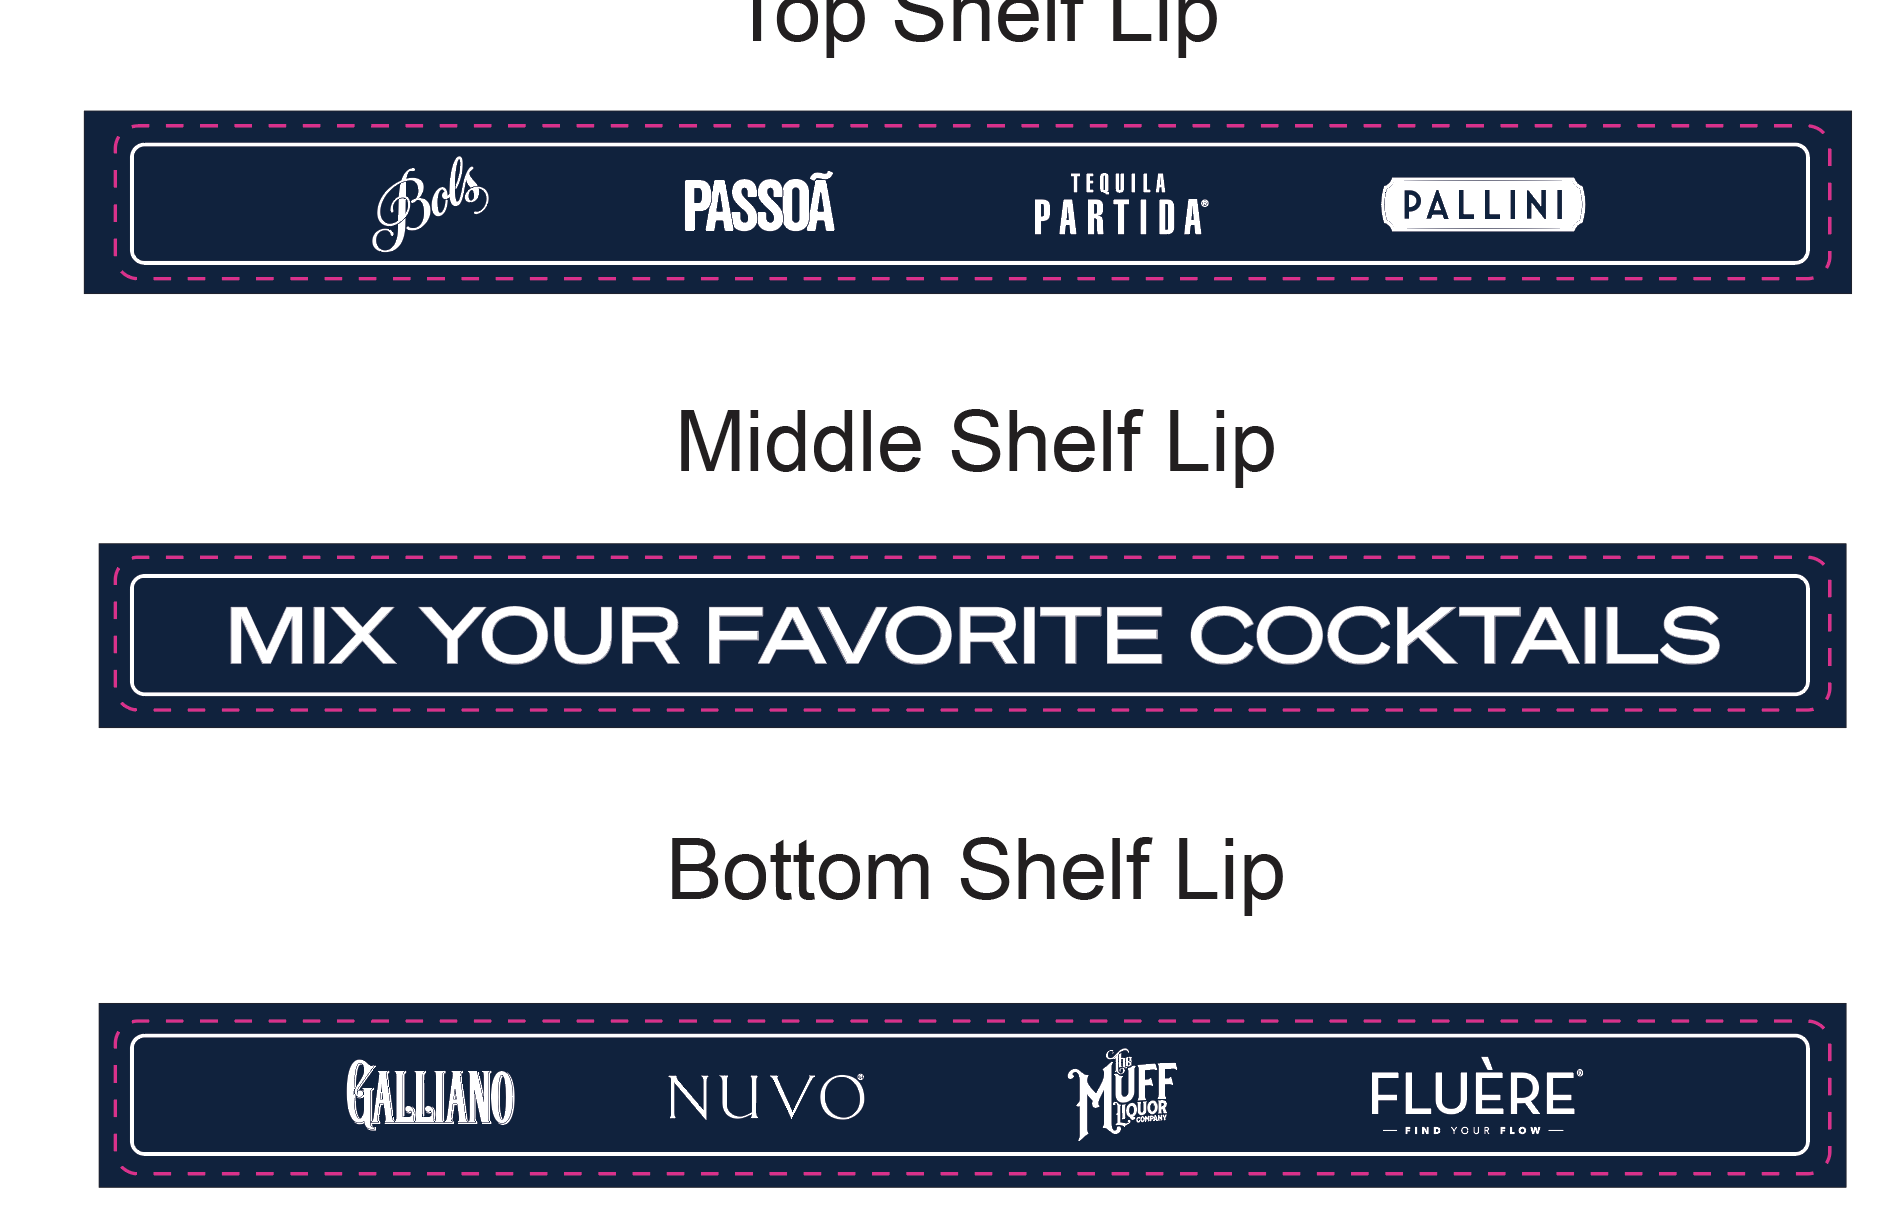 Top Shelf Lip
Bols PASSOÃ TEQUILA PARTIDA® PALLINI
Middle Shelf Lip
MIX YOUR FAVORITE COCKTAILS
Bottom Shelf Lip
GALLIANO NUVO® The MUFF LIQUOR COMPANY FLUÈRE®
FIND YOUR FLOW